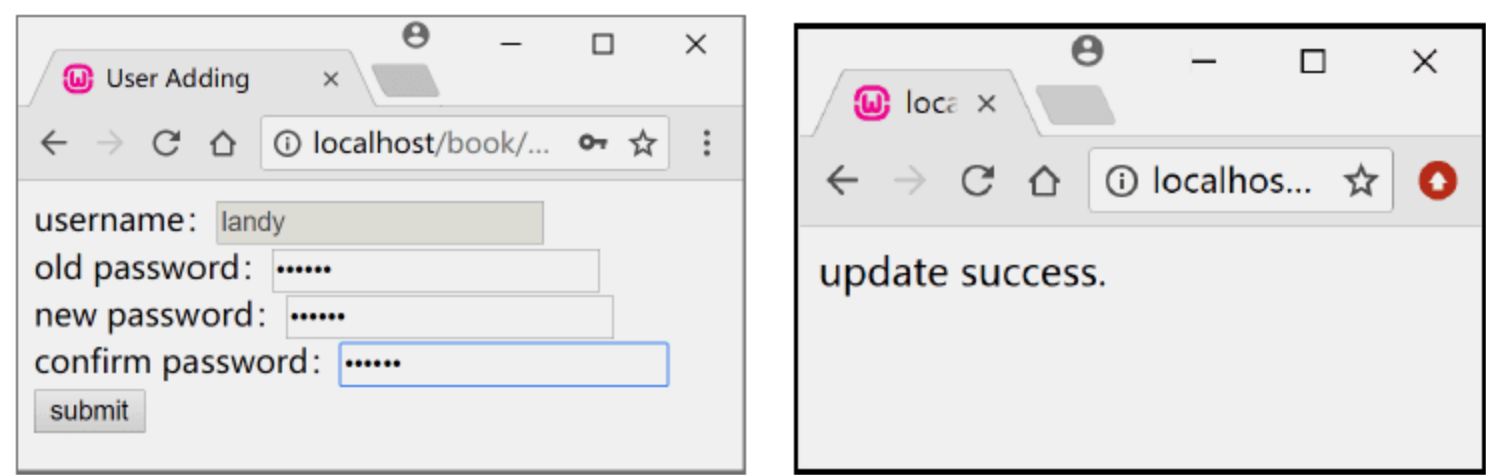 User Adding
localhost/book/...
username: landy
old password: ••••••
new password: ••••••
confirm password: ••••••
submit
loca
localhos...
update success.